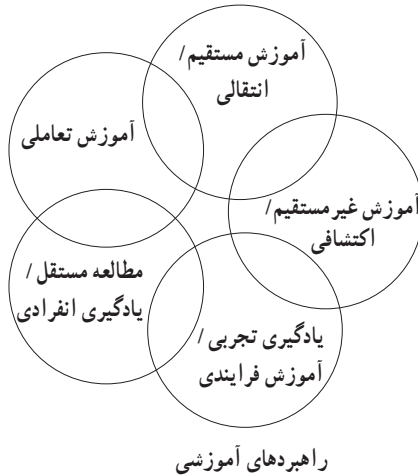 آموزش مستقیم/
انتقالی
آموزش تعاملی
آموزش غیرمستقیم/
اکتشافی
مطالعه مستقل/
یادگیری انفرادی
یادگیری تجربی/
آموزش فرایندی
راهبردهای آموزشی